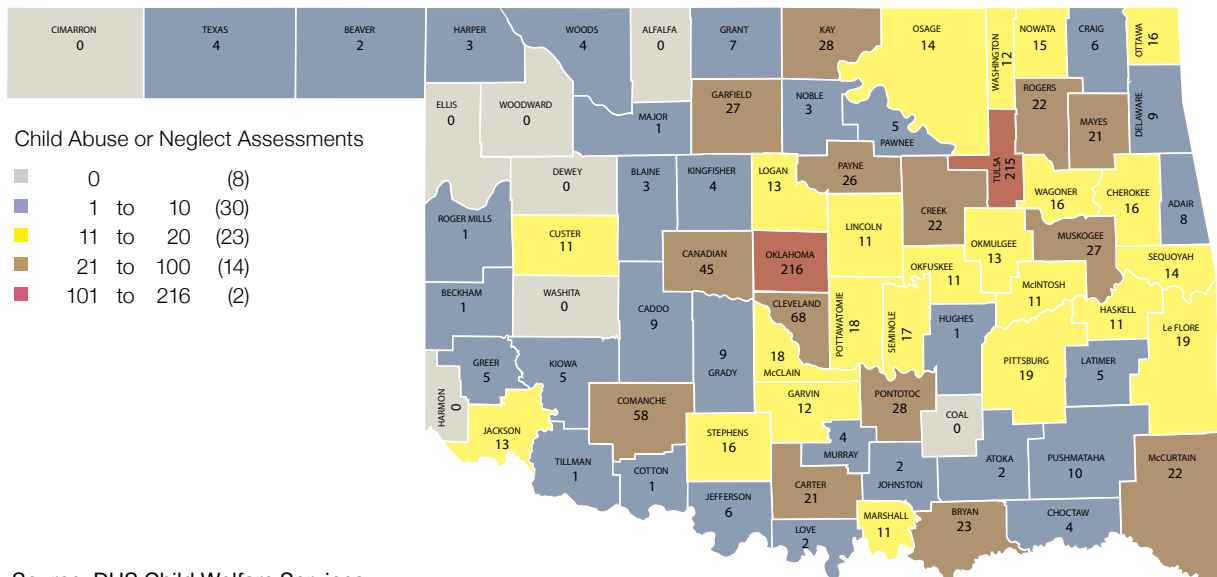 CIMARRON
0
TEXAS
4
BEAVER
2
HARPER
3
WOODS
4
ALFALFA
0
GRANT
7
KAY
28
OSAGE
14
WASHINGTON
12
NOWATA
15
CRAIG
6
OTTAWA
16
ELLIS
0
WOODWARD
0
MAJOR
1
GARFIELD
27
NOBLE
3
5
PAWNEE
ROGERS
22
MAYES
21
DELAWARE
9
Child Abuse or Neglect Assessments
0 (8)
1 to 10 (30)
11 to 20 (23)
21 to 100 (14)
101 to 216 (2)
DEWEY
0
BLAINE
3
KINGFISHER
4
LOGAN
13
PAYNE
26
CREEK
22
TULSA
215
WAGONER
16
CHEROKEE
16
ADAIR
8
ROGER MILLS
1
CUSTER
11
CANADIAN
45
OKLAHOMA
216
LINCOLN
11
OKMULGEE
13
MUSKOGEE
27
SEQUOYAH
14
BECKHAM
1
WASHITA
0
CADDO
9
CLEVELAND
68
POTTAWATOMIE
18
SEMINOLE
17
OKFUSKEE
11
McINTOSH
11
HASKELL
11
HUGHES
1
Le FLORE
19
GREER
5
KIOWA
5
9
GRADY
18
McCLAIN
PITTSBURG
19
LATIMER
5
HARMON
0
JACKSON
13
COMANCHE
58
GARVIN
12
PONTOTOC
28
COAL
0
STEPHENS
16
4
MURRAY
TILLMAN
1
COTTON
1
2
JOHNSTON
ATOKA
2
PUSHMATAHA
10
McCURTAIN
22
JEFFERSON
6
CARTER
21
LOVE
2
MARSHALL
11
BRYAN
23
CHOCTAW
4
Source: DHS Child Welfare Services